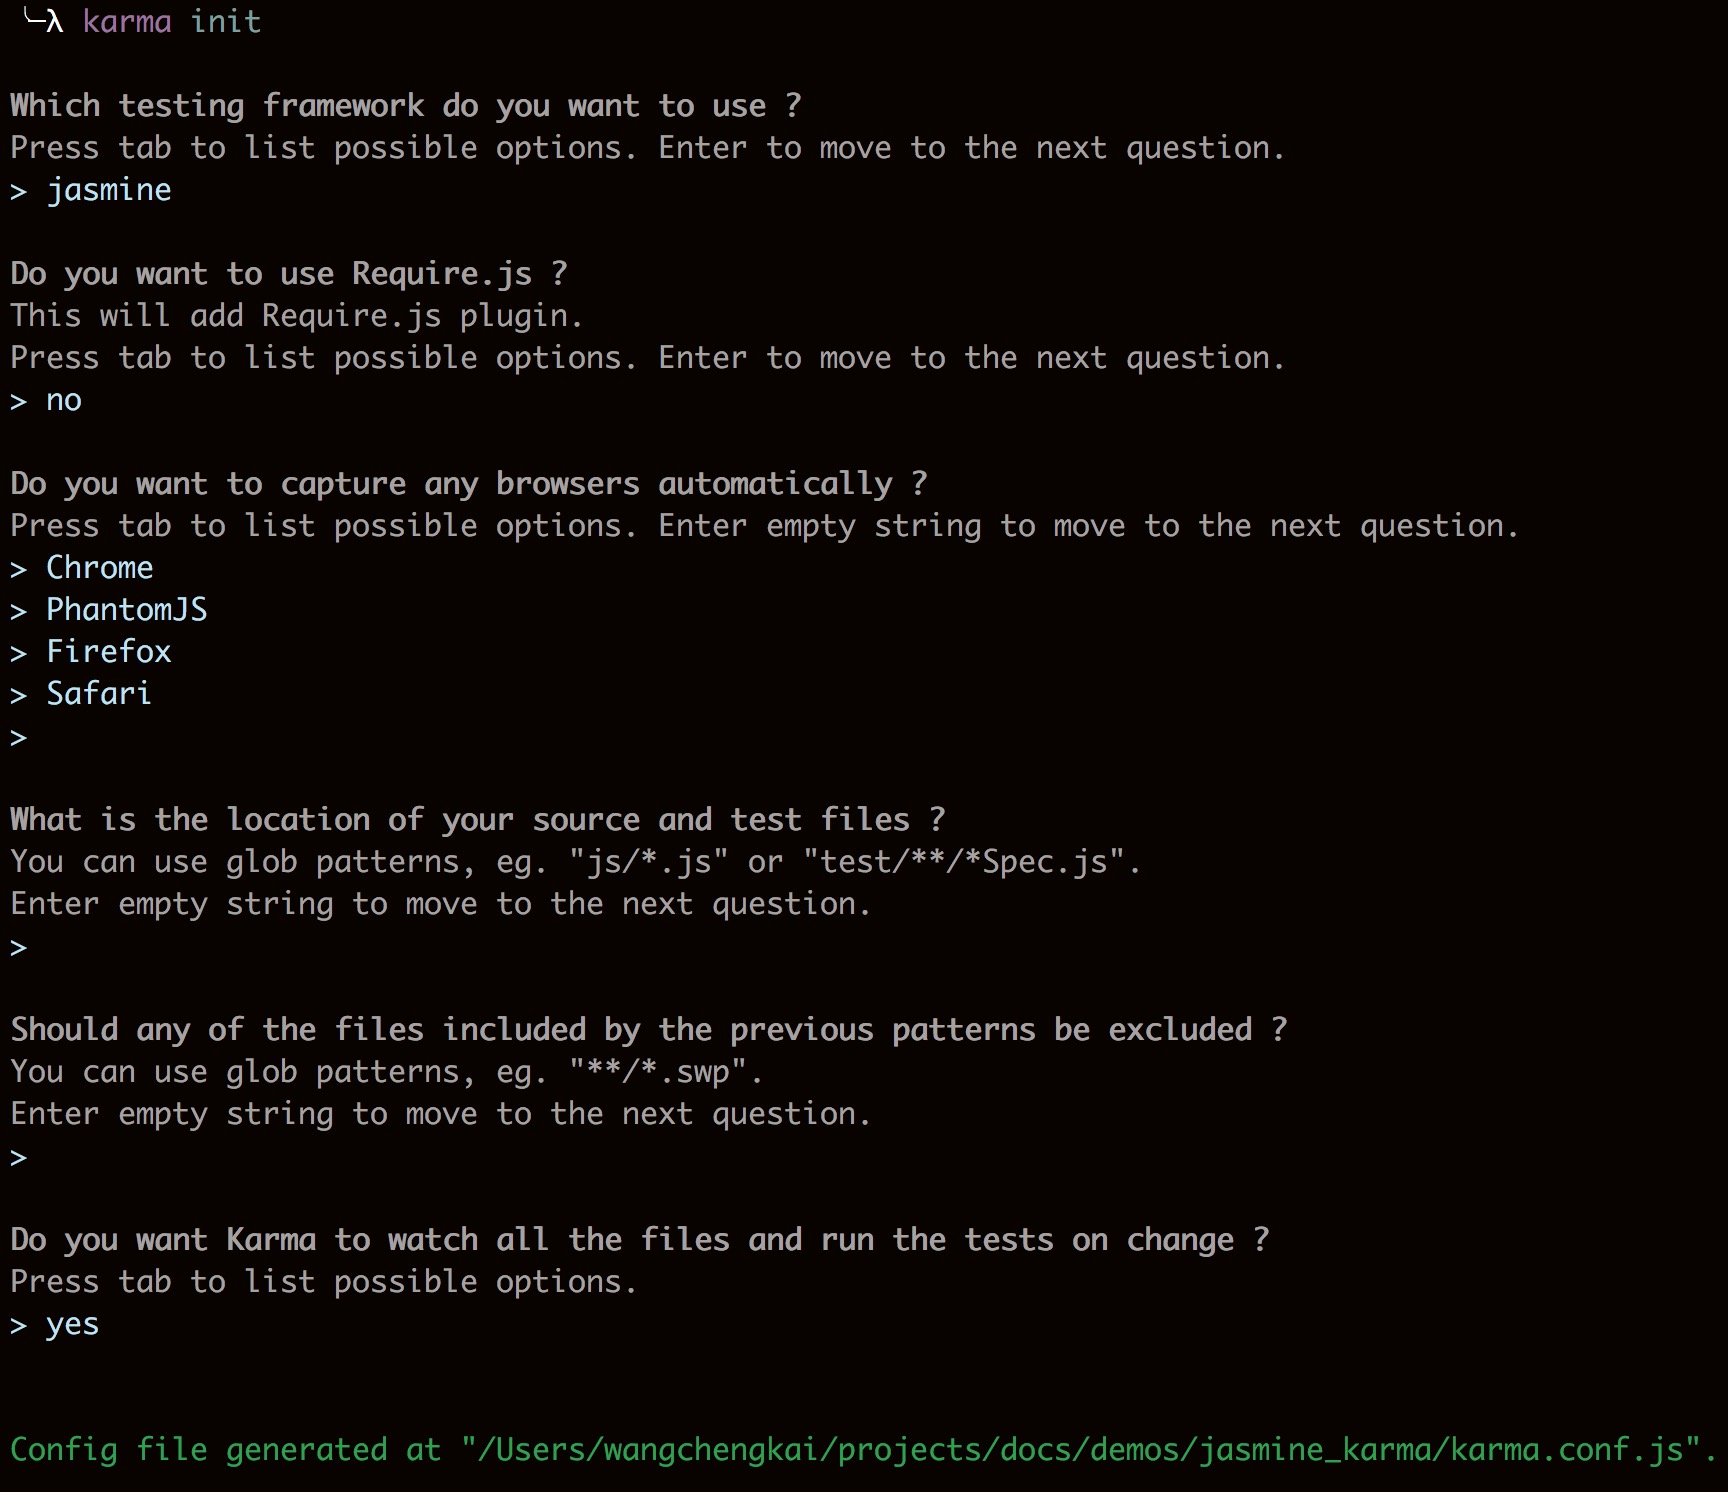 ╰─λ karma init
Which testing framework do you want to use ?
Press tab to list possible options. Enter to move to the next question.
> jasmine
Do you want to use Require.js ?
This will add Require.js plugin.
Press tab to list possible options. Enter to move to the next question.
> no
Do you want to capture any browsers automatically ?
Press tab to list possible options. Enter empty string to move to the next question.
> Chrome
> PhantomJS
> Firefox
> Safari
>
What is the location of your source and test files ?
You can use glob patterns, eg. "js/*.js" or "test/**/*Spec.js".
Enter empty string to move to the next question.
>
Should any of the files included by the previous patterns be excluded ?
You can use glob patterns, eg. "**/*.swp".
Enter empty string to move to the next question.
>
Do you want Karma to watch all the files and run the tests on change ?
Press tab to list possible options.
> yes
Config file generated at "/Users/wangchengkai/projects/docs/demos/jasmine_karma/karma.conf.js".